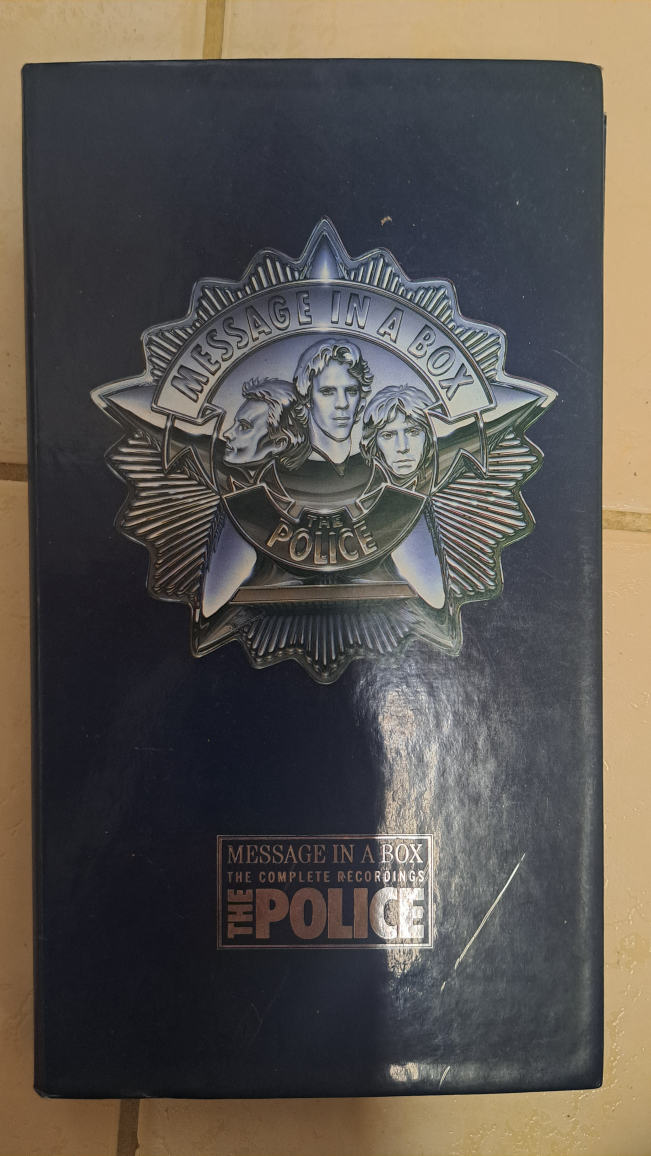 MESSAGE IN A BOX
THE
POLICE
MESSAGE IN A BOX
THE COMPLETE RECORDINGS
THE POLICE